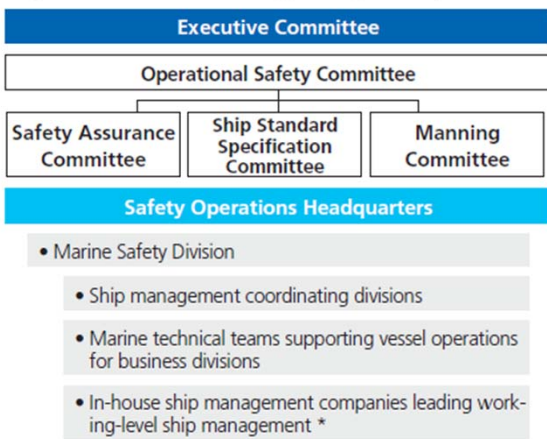 Executive Committee
Operational Safety Committee
Safety Assurance
Committee
Ship Standard
Specification
Committee
Manning
Committee
Safety Operations Headquarters
• Marine Safety Division
• Ship management coordinating divisions
• Marine technical teams supporting vessel operations
for business divisions
• In-house ship management companies leading work-
ing-level ship management *